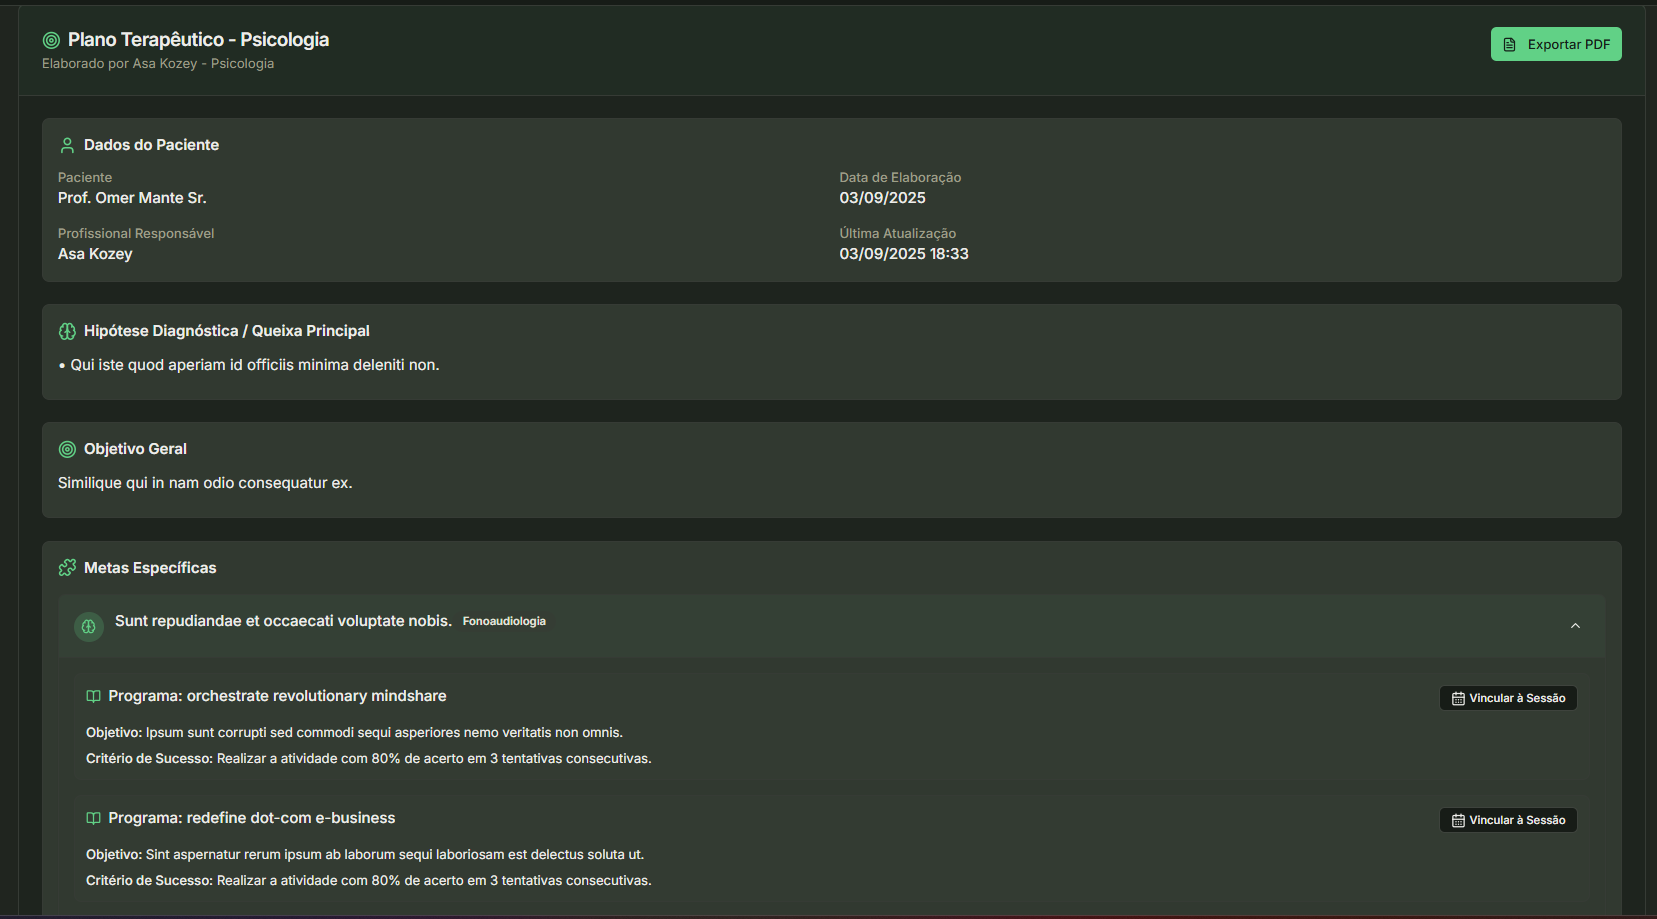 Plano Terapêutico - Psicologia
Elaborado por Asa Kozey - Psicologia
Exportar PDF
Dados do Paciente
Paciente
Prof. Omer Mante Sr.
Data de Elaboração
03/09/2025
Profissional Responsável
Asa Kozey
Última Atualização
03/09/2025 18:33
Hipótese Diagnóstica / Queixa Principal
• Qui iste quod aperiam id officiis minima deleniti non.
Objetivo Geral
Similique qui in nam odio consequatur ex.
Metas Específicas
Sunt repudiandae et occaecati voluptate nobis. Fonoaudiologia
Programa: orchestrate revolutionary mindshare
Vincular à Sessão
Objetivo: Ipsum sunt corrupti sed commodi sequi asperiores nemo veritatis non omnis.
Critério de Sucesso: Realizar a atividade com 80% de acerto em 3 tentativas consecutivas.
Programa: redefine dot-com e-business
Vincular à Sessão
Objetivo: Sint aspernatur rerum ipsum ab laborum sequi laboriosam est delectus soluta ut.
Critério de Sucesso: Realizar a atividade com 80% de acerto em 3 tentativas consecutivas.